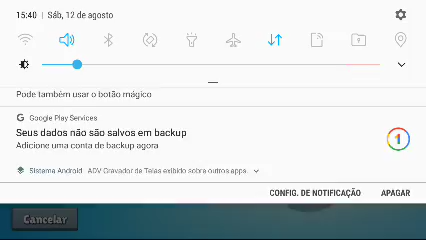 15:40 | Sáb, 12 de agosto
Pode também usar o botão mágico
Google Play Services
Seus dados não são salvos em backup
Adicione uma conta de backup agora
1
Sistema Android ADV Gravador de Telas exibido sobre outros apps.
CONFIG. DE NOTIFICAÇÃO APAGAR
Cancelar